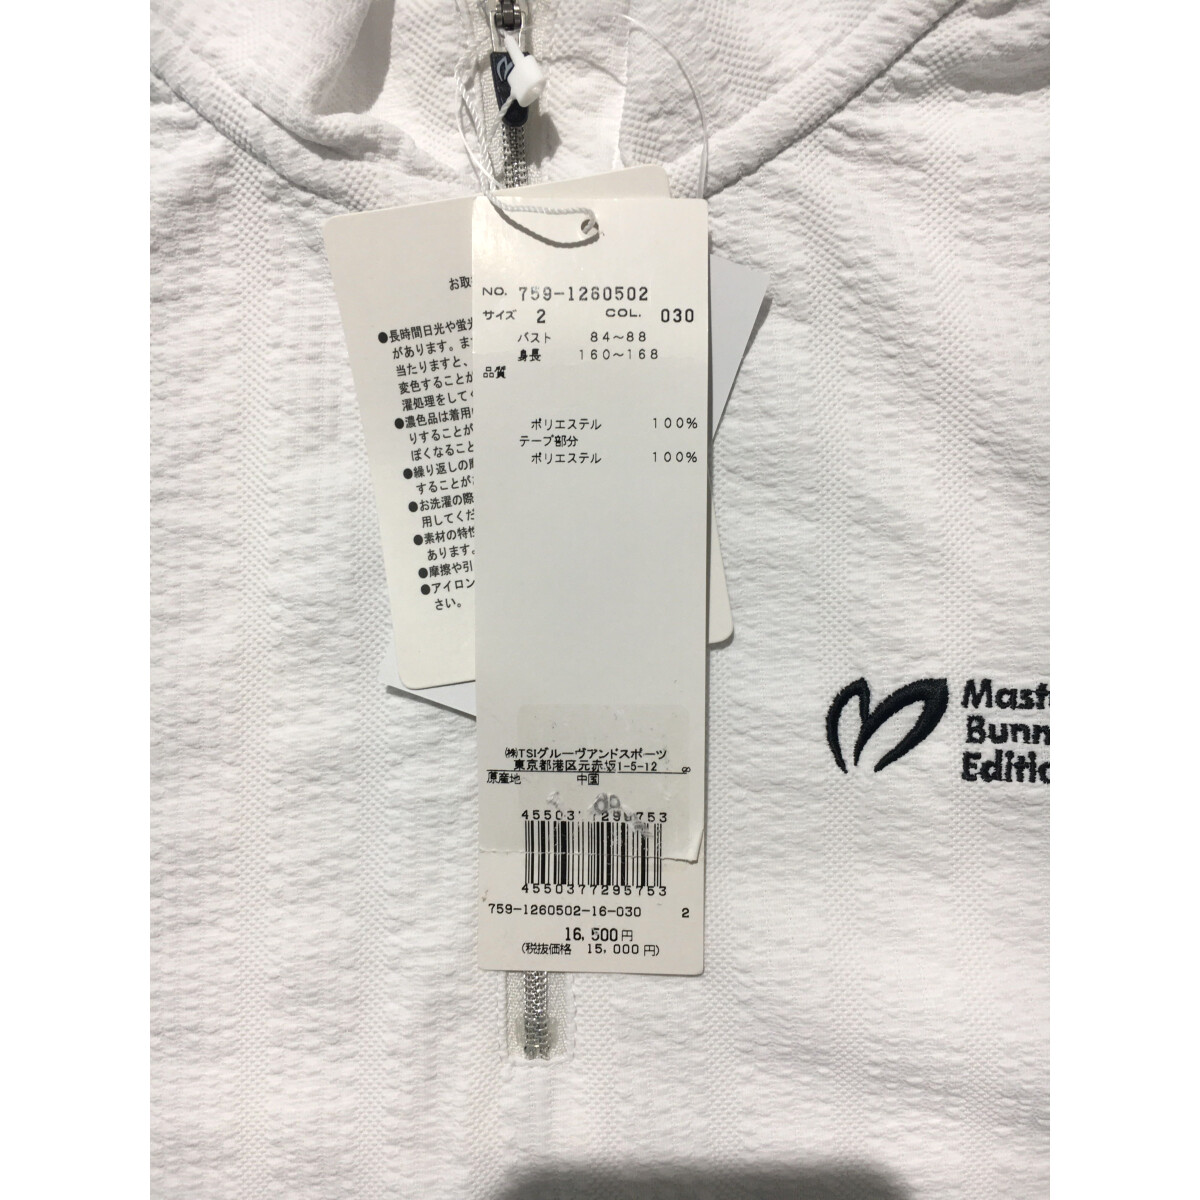 NO. 759-1260502
サイズ 2 COL. 030
バスト 84~88
身長 160~168
品質
ポリエステル 100%
テープ部分
ポリエステル 100%
㈱TSIグルーヴアンドスポーツ
東京都港区元赤坂1-5-12 8
原産地 中国
4550377295753
759-1260502-16-030 2
16,500円
(税抜価格 15,000円)
お取
●長時間日光や蛍光
があります。ま
当たりますと、
変色することが
濯処理をしてく
●濃色品は着用
りすることが
ぽくなること
●繰り返しの
することが
●お洗濯の際
用してくだ
●素材の特性
あります。
●摩擦や引
●アイロン
さい。
Mast
Bunn
Editio